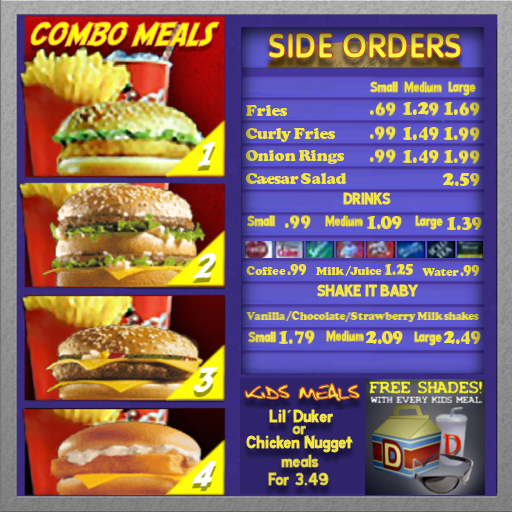 COMBO MEALS
1
2
3
4
SIDE ORDERS
Small Medium Large
Fries .69 1.29 1.69
Curly Fries .99 1.49 1.99
Onion Rings .99 1.49 1.99
Caesar Salad 2.59
DRINKS
Small .99 Medium 1.09 Large 1.39
Coffee .99 Milk/Juice 1.25 Water .99
SHAKE IT BABY
Vanilla/Chocolate/Strawberry Milkshakes
Small 1.79 Medium 2.09 Large 2.49
KiDS MEALS
Lil´Duker
or
Chicken Nugget
meals
For 3.49
FREE SHADES!
WITH EVERY KIDS MEAL
D
D